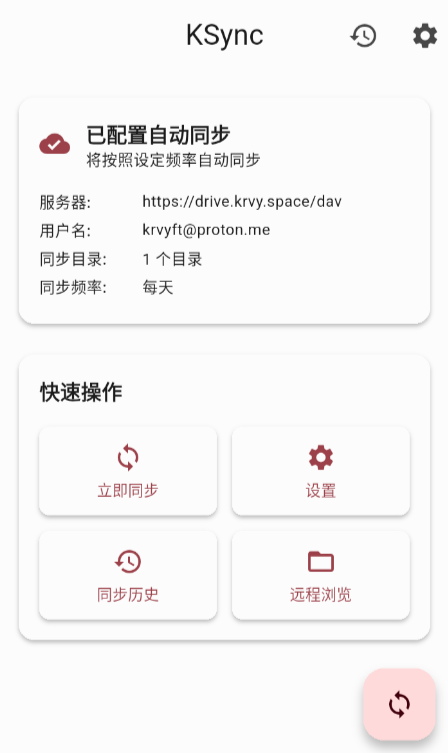 KSync
已配置自动同步
将按照设定频率自动同步
服务器: https://drive.krvy.space/dav
用户名: krvyft@proton.me
同步目录: 1 个目录
同步频率: 每天
快速操作
立即同步 设置
同步历史 远程浏览